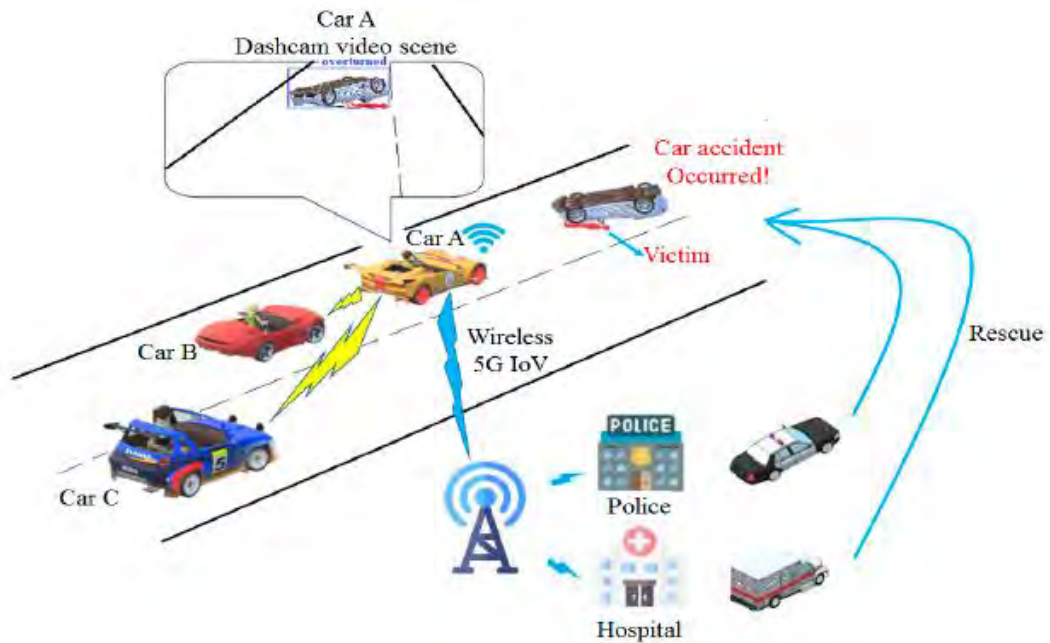 Car A
Dashcam video scene
overturned
Car accident
Occurred!
Car A
Victim
Wireless
5G IoV
Rescue
Car B
Car C
5
POLICE
Police
Hospital